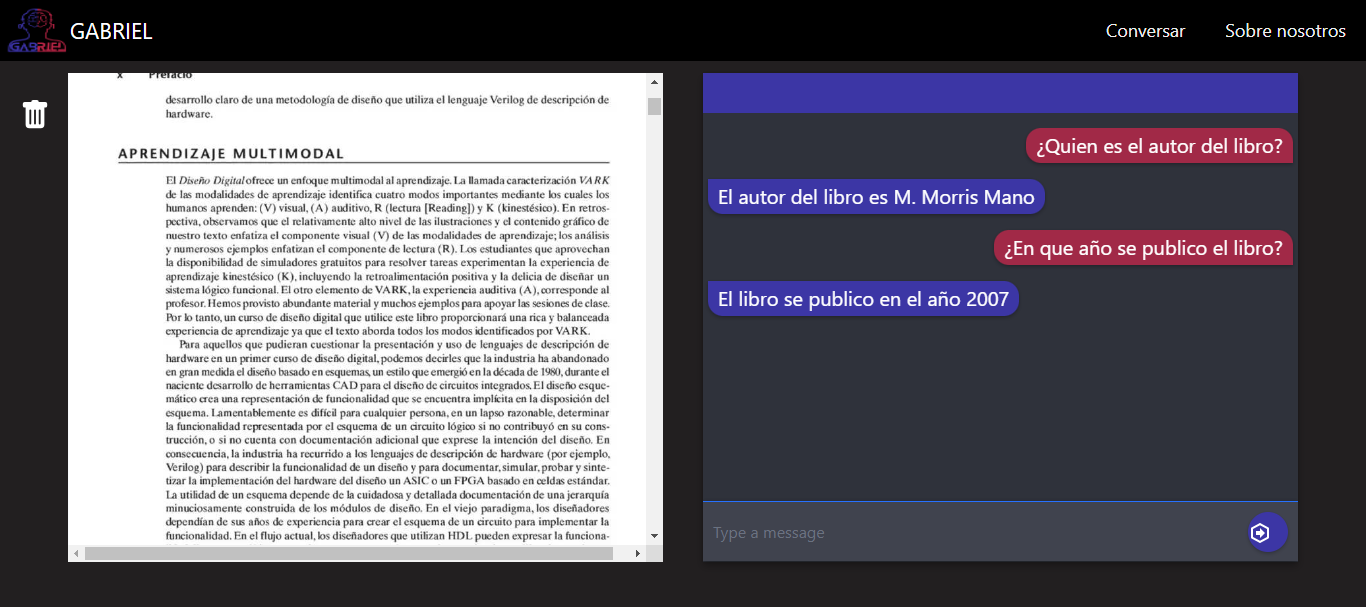 GABRIEL
GABRIEL
Conversar
Sobre nosotros
x Prefacio
desarrollo claro de una metodología de diseño que utiliza el lenguaje Verilog de descripción de
hardware.
APRENDIZAJE MULTIMODAL
El Diseño Digital ofrece un enfoque multimodal al aprendizaje. La llamada caracterización VARK
de las modalidades de aprendizaje identifica cuatro modos importantes mediante los cuales los
humanos aprenden: (V) visual, (A) auditivo, R (lectura [Reading]) y K (kinestésico). En retros-
pectiva, observamos que el relativamente alto nivel de las ilustraciones y el contenido gráfico de
nuestro texto enfatiza el componente visual (V) de las modalidades de aprendizaje; los análisis
y numerosos ejemplos enfatizan el componente de lectura (R). Los estudiantes que aprovechan
la disponibilidad de simuladores gratuitos para resolver tareas experimentan la experiencia de
aprendizaje kinestésico (K), incluyendo la retroalimentación positiva y la delicia de diseñar un
sistema lógico funcional. El otro elemento de VARK, la experiencia auditiva (A), corresponde al
profesor. Hemos provisto abundante material y muchos ejemplos para apoyar las sesiones de clase.
Por lo tanto, un curso de diseño digital que utilice este libro proporcionará una rica y balanceada
experiencia de aprendizaje ya que el texto aborda todos los modos identificados por VARK.
Para aquellos que pudieran cuestionar la presentación y uso de lenguajes de descripción de
hardware en un primer curso de diseño digital, podemos decirles que la industria ha abandonado
en gran medida el diseño basado en esquemas, un estilo que emergió en la década de 1980, durante el
naciente desarrollo de herramientas CAD para el diseño de circuitos integrados. El diseño esque-
mático crea una representación de funcionalidad que se encuentra implícita en la disposición del
esquema. Lamentablemente es difícil para cualquier persona, en un lapso razonable, determinar
la funcionalidad representada por el esquema de un circuito lógico si no contribuyó en su cons-
trucción, o si no cuenta con documentación adicional que exprese la intención del diseño. En
consecuencia, la industria ha recurrido a los lenguajes de descripción de hardware (por ejemplo,
Verilog) para describir la funcionalidad de un diseño y para documentar, simular, probar y sinte-
tizar la implementación del hardware del diseño un ASIC o un FPGA basado en celdas estándar.
La utilidad de un esquema depende de la cuidadosa y detallada documentación de una jerarquía
minuciosamente construida de los módulos de diseño. En el viejo paradigma, los diseñadores
dependían de sus años de experiencia para crear el esquema de un circuito para implementar la
funcionalidad. En el flujo actual, los diseñadores que utilizan HDL pueden expresar la funciona-
¿Quien es el autor del libro?
El autor del libro es M. Morris Mano
¿En que año se publico el libro?
El libro se publico en el año 2007
Type a message